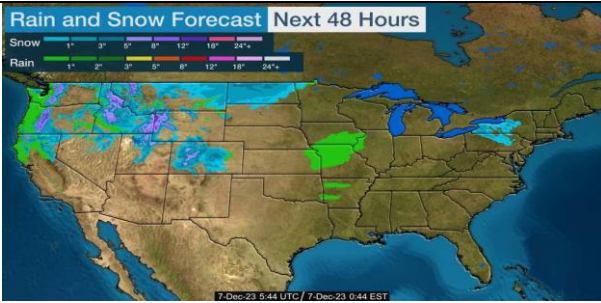 Rain and Snow Forecast Next 48 Hours
Snow
1" 3" 5" 8" 12" 18" 24"+
Rain
1" 2" 3" 5" 8" 12" 18" 24"+
7-Dec-23 5:44 UTC / 7-Dec-23 0:44 EST